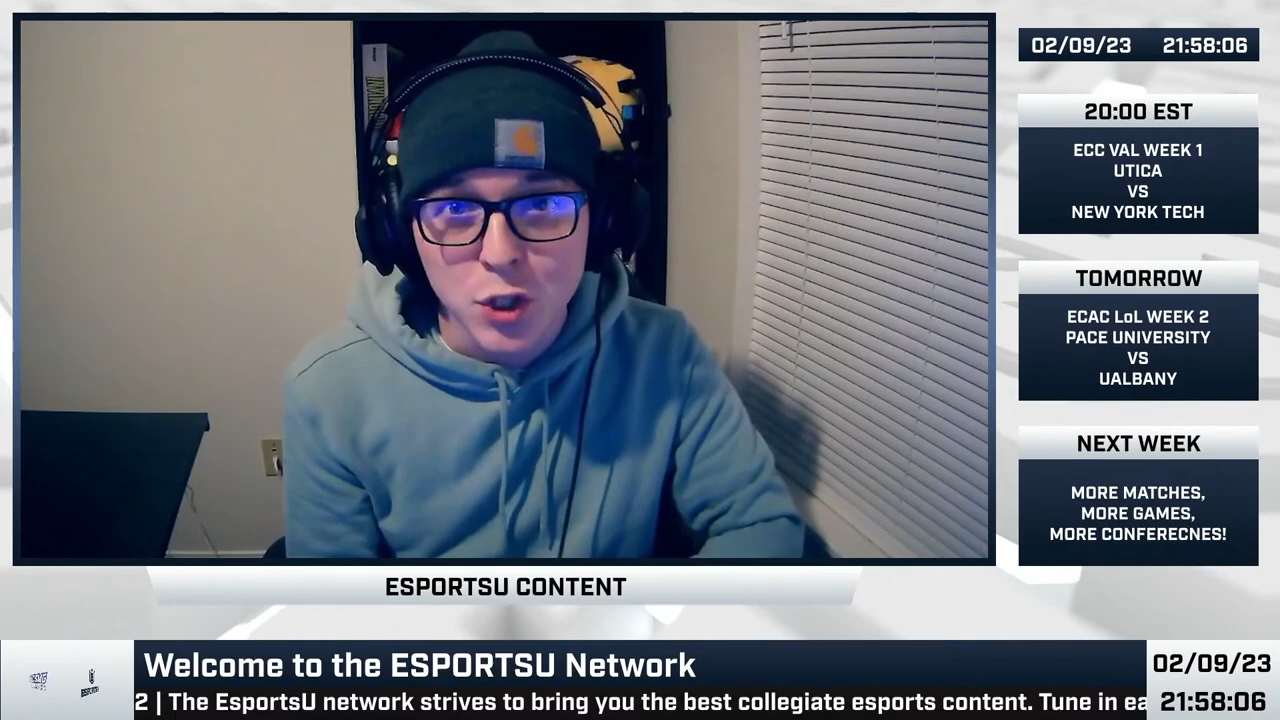 02/09/23 21:58:06
20:00 EST
ECC VAL WEEK 1
UTICA
VS
NEW YORK TECH
TOMORROW
ECAC LoL WEEK 2
PACE UNIVERSITY
VS
UALBANY
NEXT WEEK
MORE MATCHES,
MORE GAMES,
MORE CONFERECNES!
ESPORTSU CONTENT
Welcome to the ESPORTSU Network
2 | The EsportsU network strives to bring you the best collegiate esports content. Tune in ea
02/09/23
21:58:06
ESPORTSU